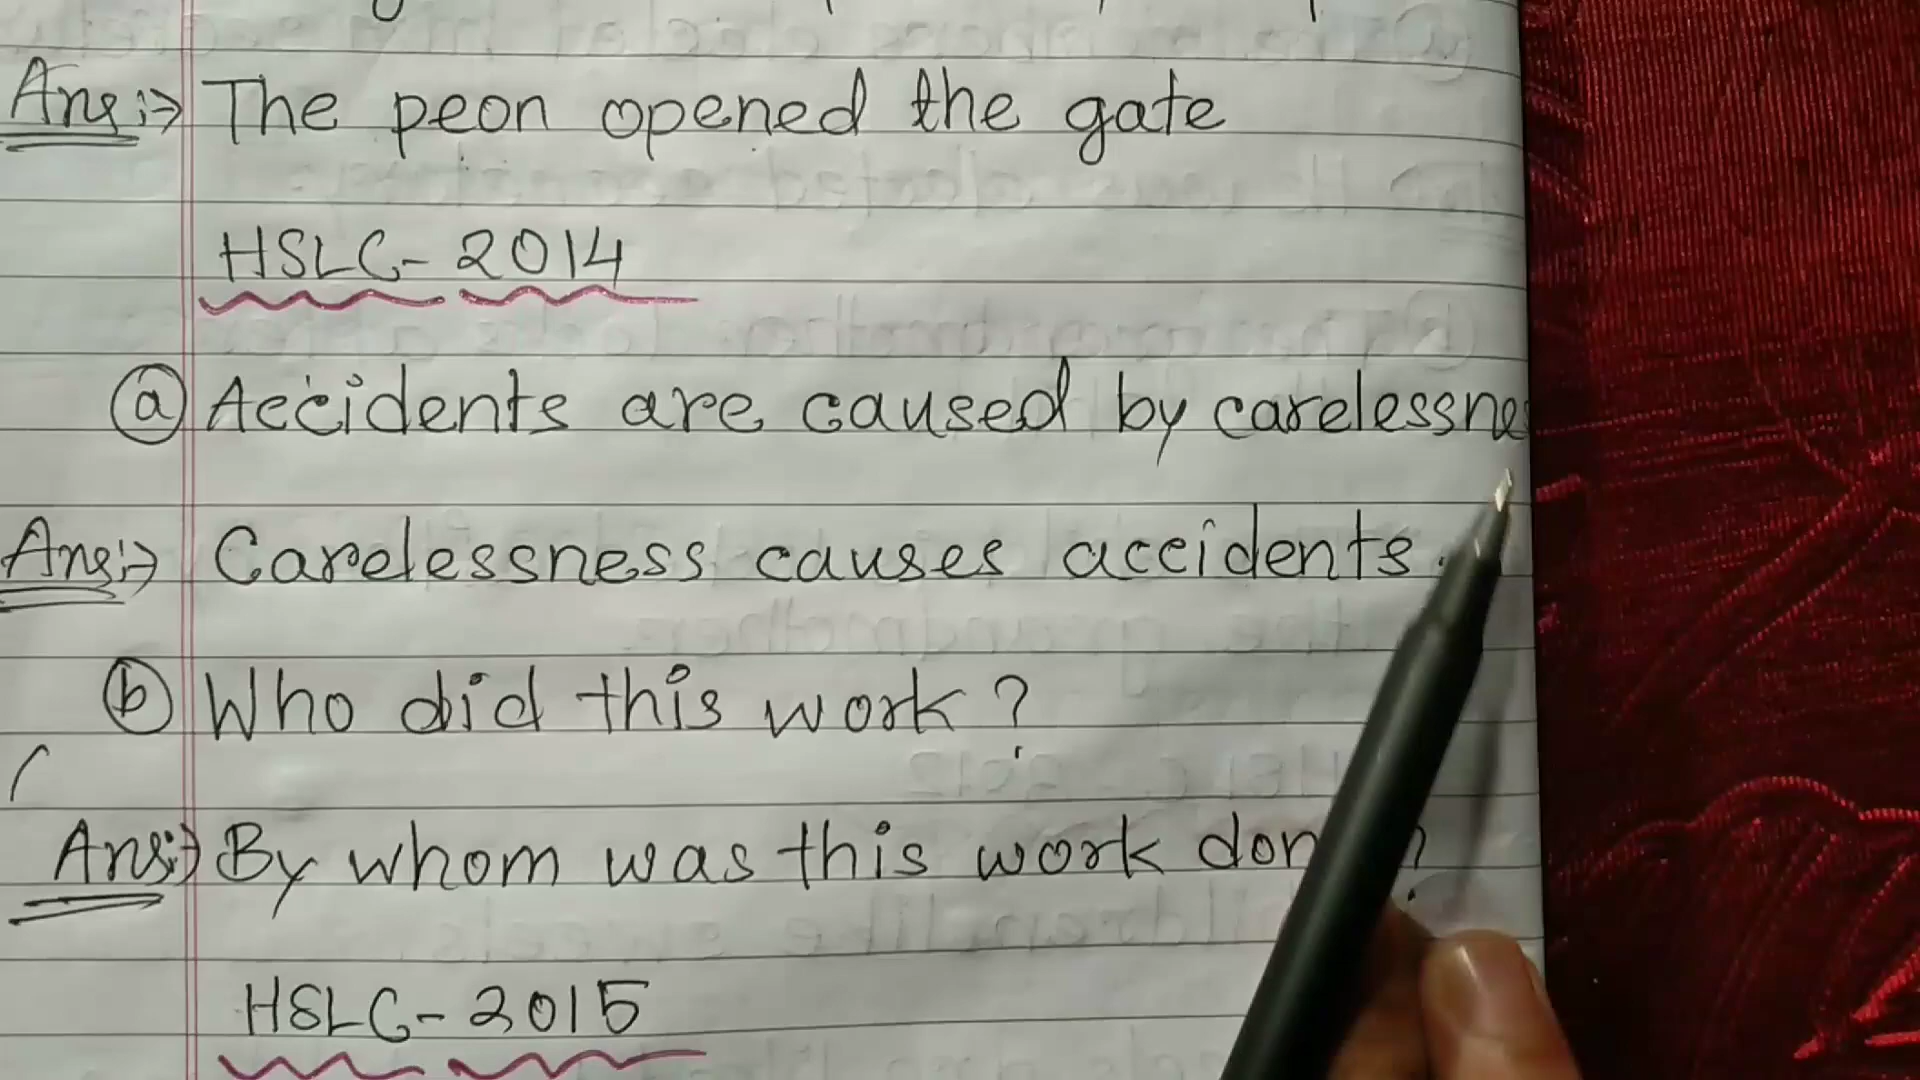 Ans:→ The peon opened the gate
HSLC-2014
(a) Accidents are caused by carelessne
Ans:→ Carelessness causes accidents.
(b) Who did this work?
Ans:→ By whom was this work don ?
HSLC-2015